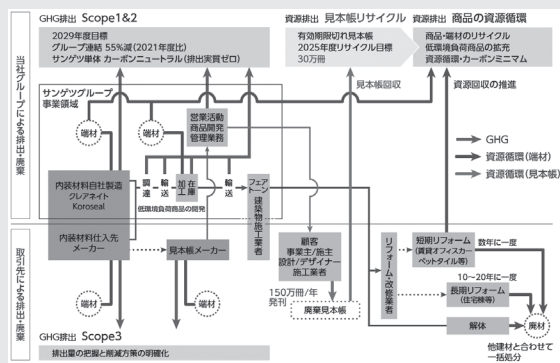 GHG排出 Scope1&2
2029年度目標
グループ連結 55%減(2021年度比)
サンゲツ単体 カーボンニュートラル(排出実質ゼロ)
資源排出 見本帳リサイクル
有効期限切れ見本帳
2025年度リサイクル目標
30万冊
資源排出 商品の資源循環
商品・端材のリサイクル
低環境負荷商品の拡充
資源循環・カーボンミニマム
当社グループによる排出・廃棄
サンゲツグループ
事業領域
端材
端材
営業活動
商品開発
管理業務
見本帳回収
資源回収の推進
GHG
資源循環(端材)
資源循環(見本帳)
内装材料自社製造
クレアネイト
Koroseal
調達
輸送
加工
在庫
輸送
低環境負荷商品の開発
フェアトーン
建築物施工業者
取引先による排出・廃棄
内装材料仕入先
メーカー
見本帳メーカー
端材
端材
顧客
事業主/施主
設計/デザイナー
施工業者
150万冊/年
発刊
廃棄見本帳
リフォーム・改修業者
短期リフォーム
(賃貸オフィスカー
ペットタイル等)
数年に一度
10~20年に一度
長期リフォーム
(住宅棟等)
解体
廃材
他建材と合わせて
一括処分
GHG排出 Scope3
排出量の把握と削減方策の明確化